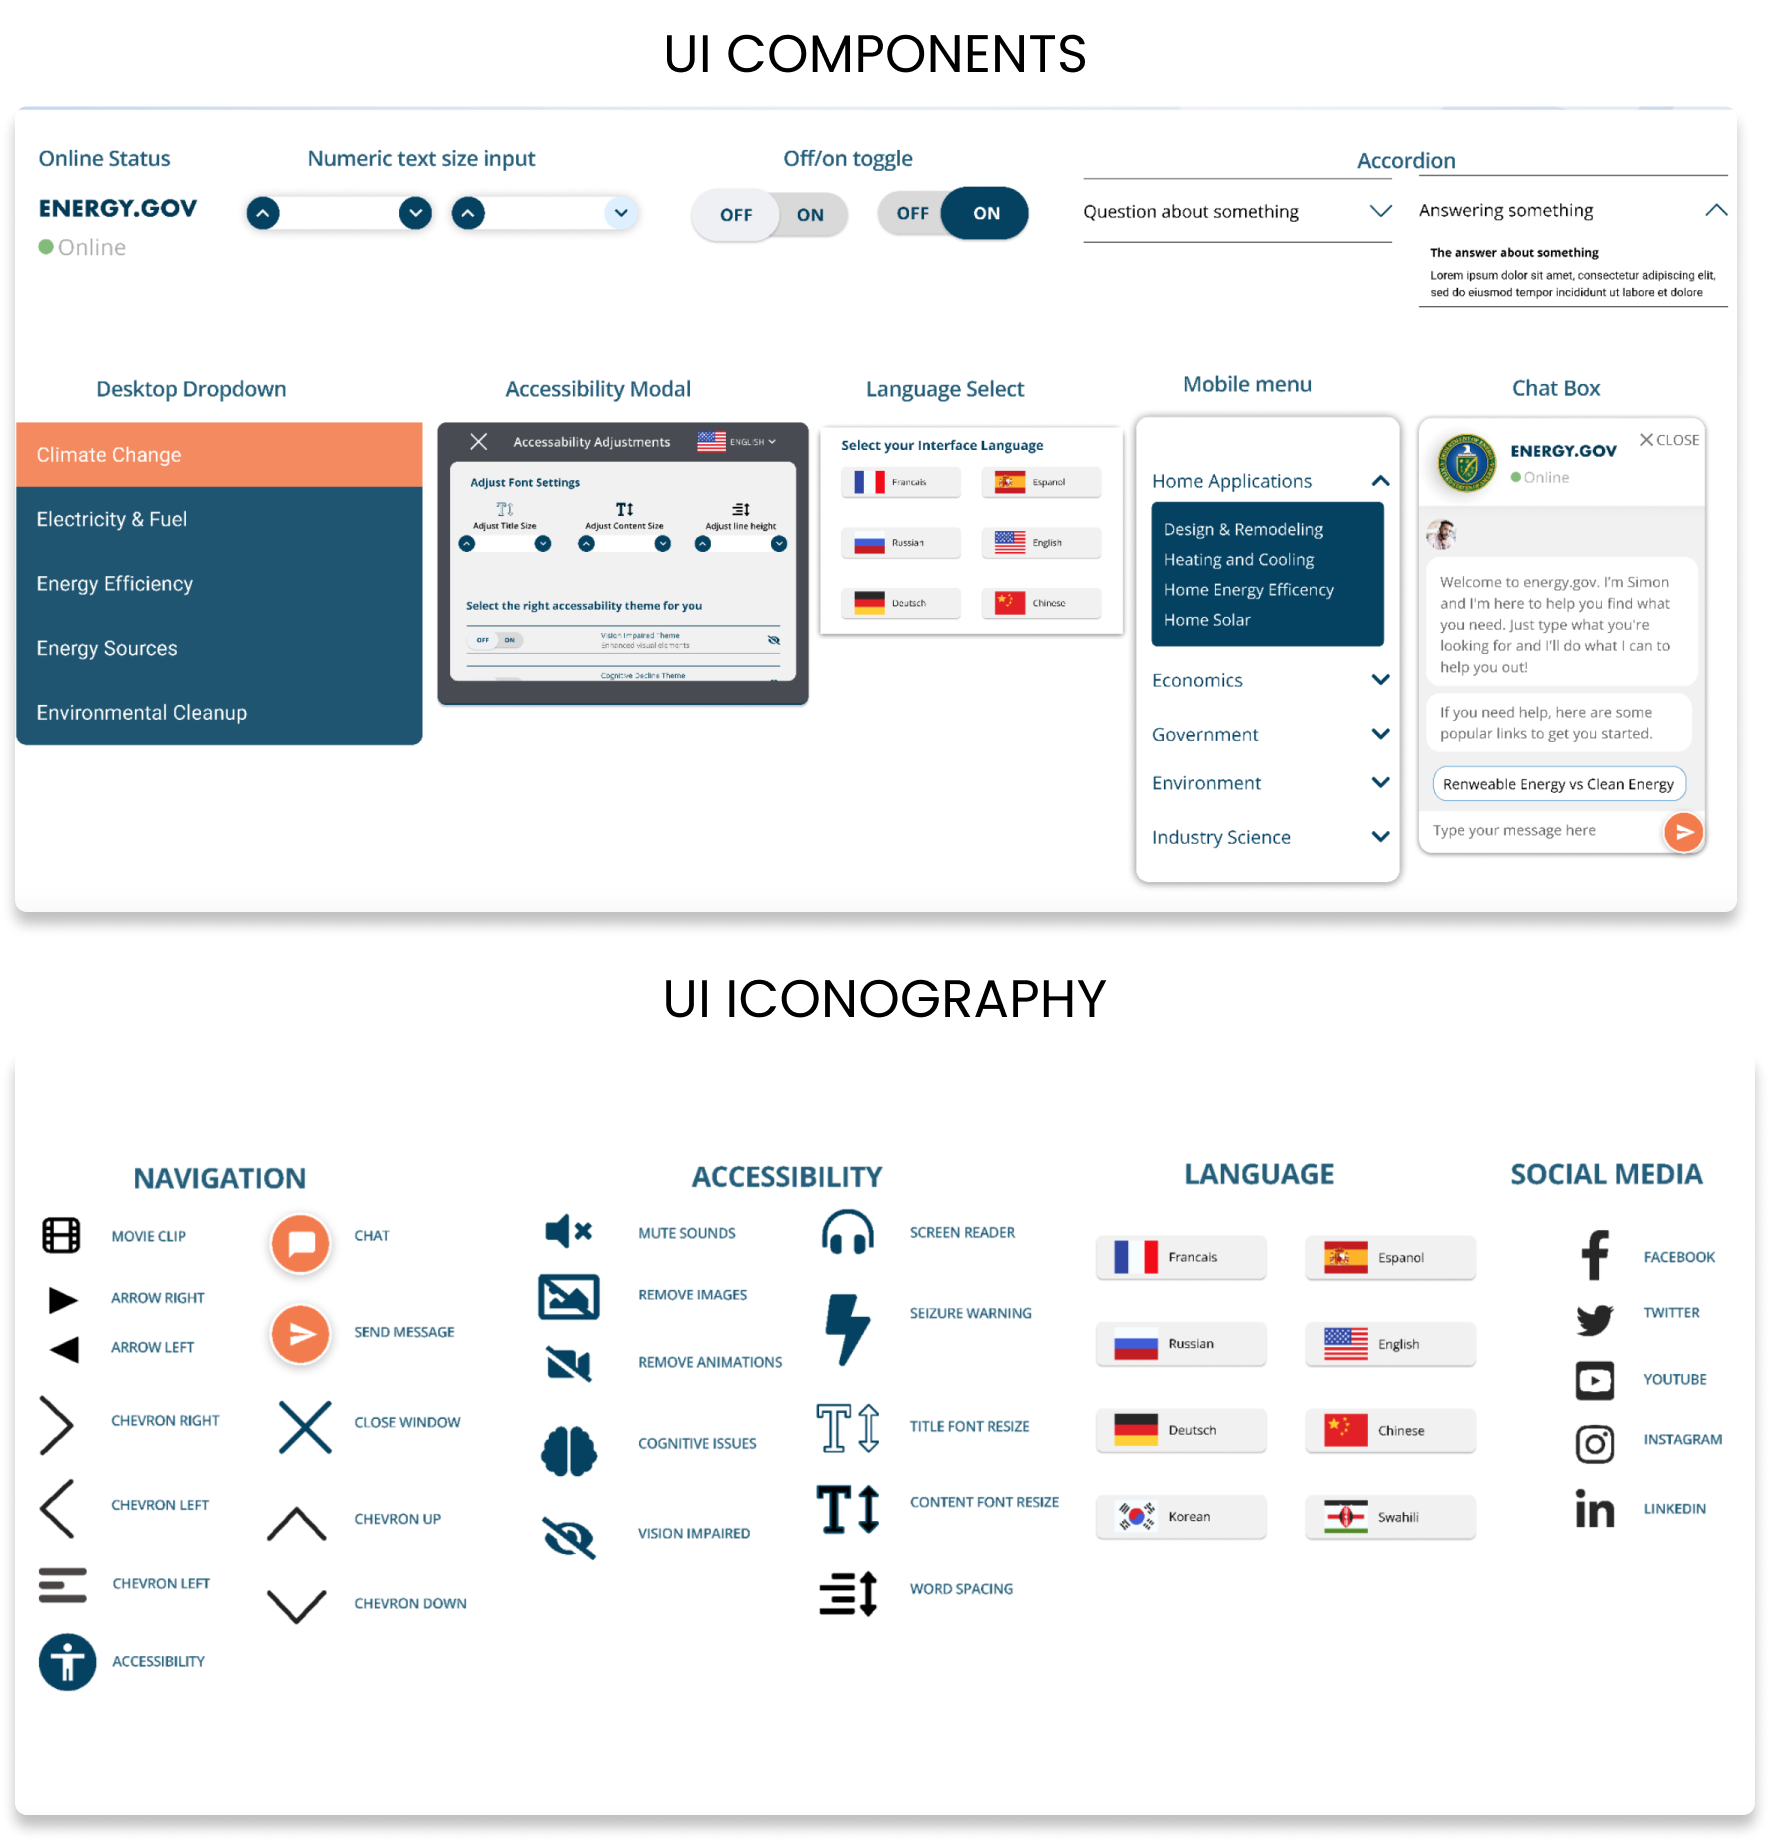 UI COMPONENTS
Online Status
ENERGY.GOV
Online
Numeric text size input
Off/on toggle
OFF ON
OFF ON
Accordion
Question about something
Answering something
The answer about something
Lorem ipsum dolor sit amet, consectetur adipiscing elit,
sed do eiusmod tempor incididunt ut labore et dolore
Desktop Dropdown
Climate Change
Electricity & Fuel
Energy Efficiency
Energy Sources
Environmental Cleanup
Accessibility Modal
Accessability Adjustments
ENGLISH
Adjust Font Settings
Adjust Title Size
Adjust Content Size
Adjust line height
Select the right accessability theme for you
OFF ON
Vision Impaired Theme
Enhanced visual elements
Cognitive Decline Theme
Language Select
Select your Interface Language
Francais
Espanol
Russian
English
Deutsch
Chinese
Mobile menu
Home Applications
Design & Remodeling
Heating and Cooling
Home Energy Efficency
Home Solar
Economics
Government
Environment
Industry Science
Chat Box
ENERGY.GOV
CLOSE
Online
Welcome to energy.gov. I'm Simon
and I'm here to help you find what
you need. Just type what you're
looking for and I'll do what I can to
help you out!
If you need help, here are some
popular links to get you started.
Renweable Energy vs Clean Energy
Type your message here
UI ICONOGRAPHY
NAVIGATION
MOVIE CLIP
ARROW RIGHT
ARROW LEFT
CHEVRON RIGHT
CHEVRON LEFT
CHEVRON LEFT
ACCESSIBILITY
CHAT
SEND MESSAGE
CLOSE WINDOW
CHEVRON UP
CHEVRON DOWN
ACCESSIBILITY
MUTE SOUNDS
REMOVE IMAGES
REMOVE ANIMATIONS
COGNITIVE ISSUES
VISION IMPAIRED
SCREEN READER
SEIZURE WARNING
TITLE FONT RESIZE
CONTENT FONT RESIZE
WORD SPACING
LANGUAGE
Francais
Espanol
Russian
English
Deutsch
Chinese
Korean
Swahili
SOCIAL MEDIA
FACEBOOK
TWITTER
YOUTUBE
INSTAGRAM
LINKEDIN